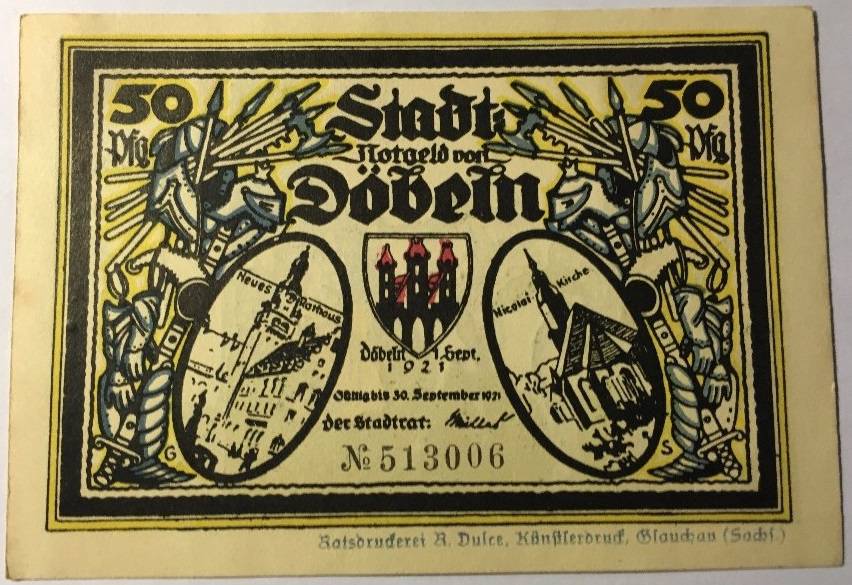 50
Pfg
Stadt-
Notgeld von
Döbeln
50
Pfg
Neues Rathaus
Nicolai Kirche
Döbeln 1. Sept.
1921
Gültig bis 30. September 1921
Der Stadtrat:
№ 513006
G
S
Ratsdruckerei R. Dulce, Künstlerdruck, Glauchau (Sachs.)